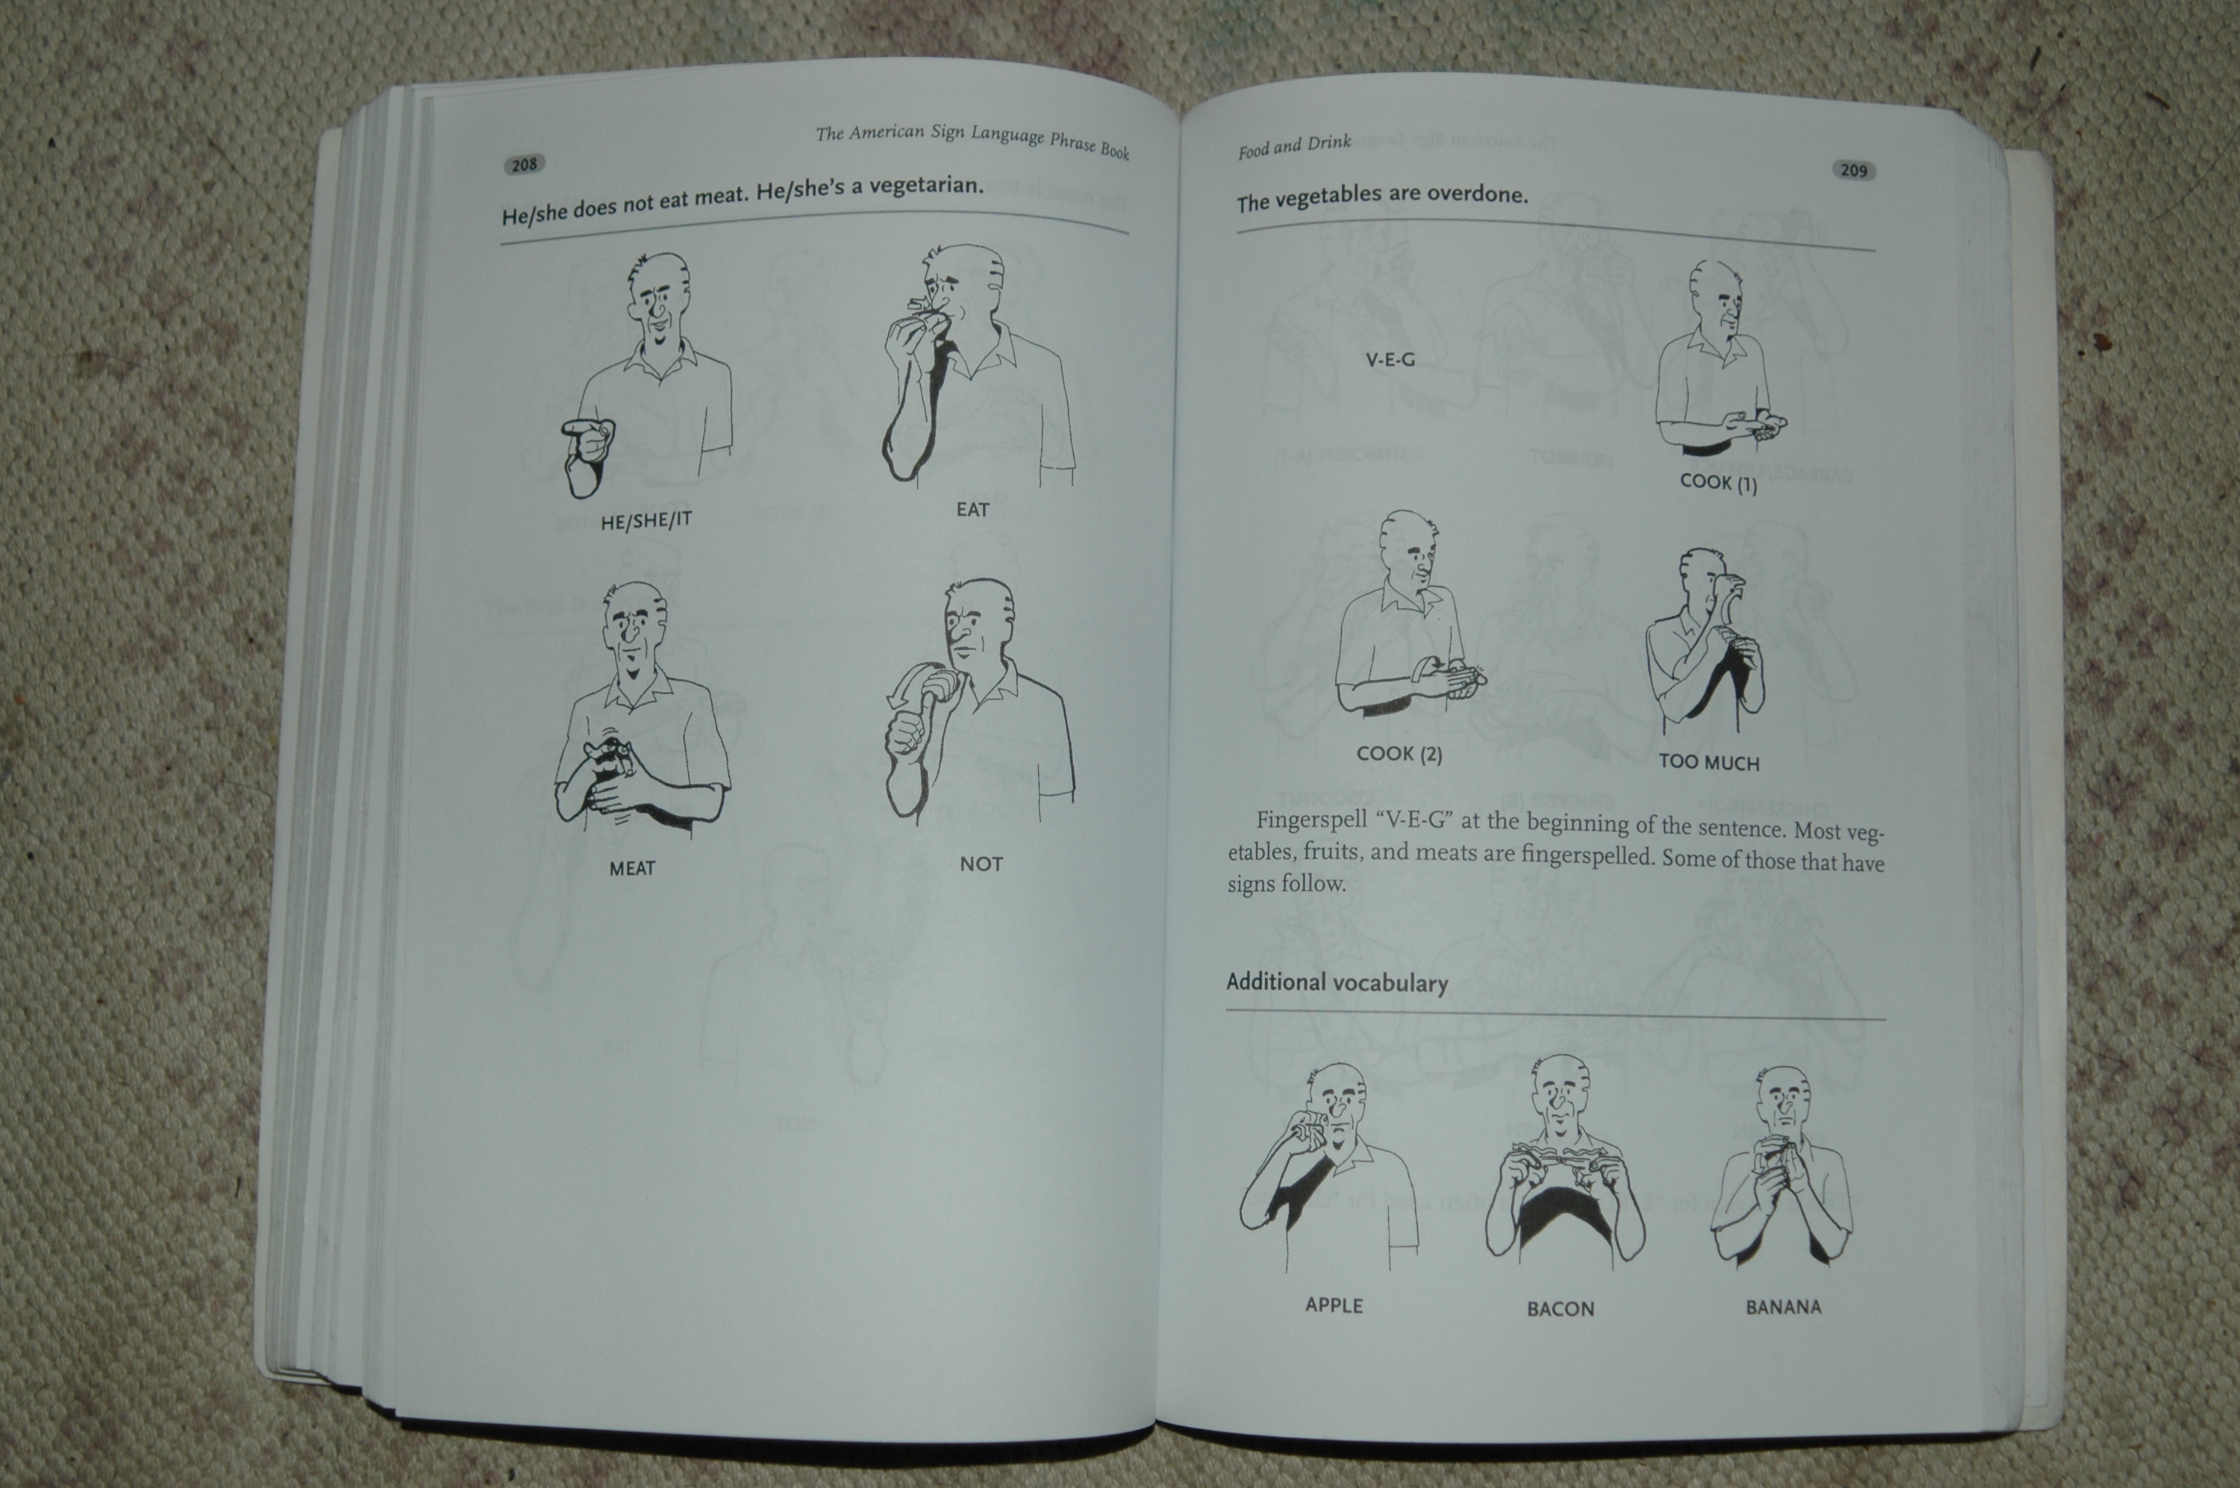 208
The American Sign Language Phrase Book
He/she does not eat meat. He/she's a vegetarian.
HE/SHE/IT
EAT
MEAT
NOT
Food and Drink
209
The vegetables are overdone.
V-E-G
COOK (1)
COOK (2)
TOO MUCH
Fingerspell "V-E-G" at the beginning of the sentence. Most veg-
etables, fruits, and meats are fingerspelled. Some of those that have
signs follow.
Additional vocabulary
APPLE
BACON
BANANA